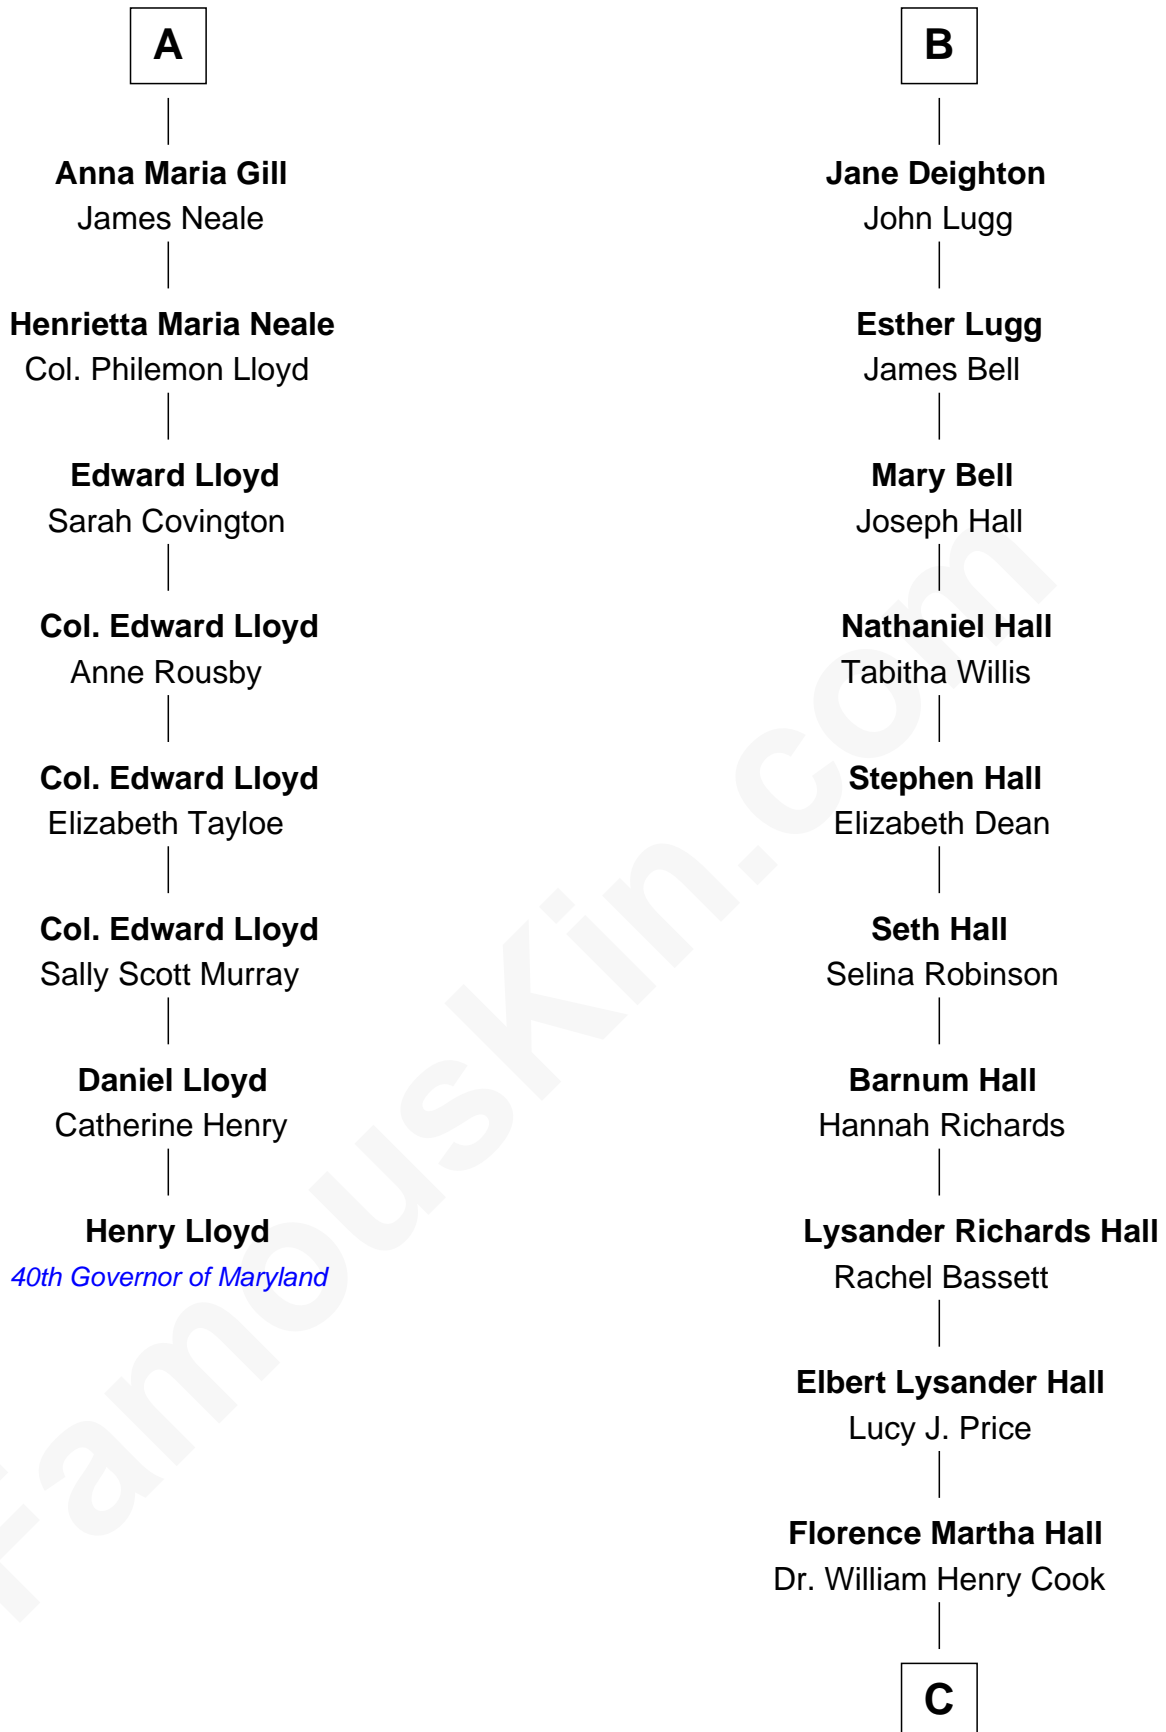 A
Anna Maria Gill
James Neale
Henrietta Maria Neale
Col. Philemon Lloyd
Edward Lloyd
Sarah Covington
Col. Edward Lloyd
Anne Rousby
Col. Edward Lloyd
Elizabeth Tayloe
Col. Edward Lloyd
Sally Scott Murray
Daniel Lloyd
Catherine Henry
Henry Lloyd
40th Governor of Maryland
B
Jane Deighton
John Lugg
Esther Lugg
James Bell
Mary Bell
Joseph Hall
Nathaniel Hall
Tabitha Willis
Stephen Hall
Elizabeth Dean
Seth Hall
Selina Robinson
Barnum Hall
Hannah Richards
Lysander Richards Hall
Rachel Bassett
Elbert Lysander Hall
Lucy J. Price
Florence Martha Hall
Dr. William Henry Cook
C
FamousKin.com